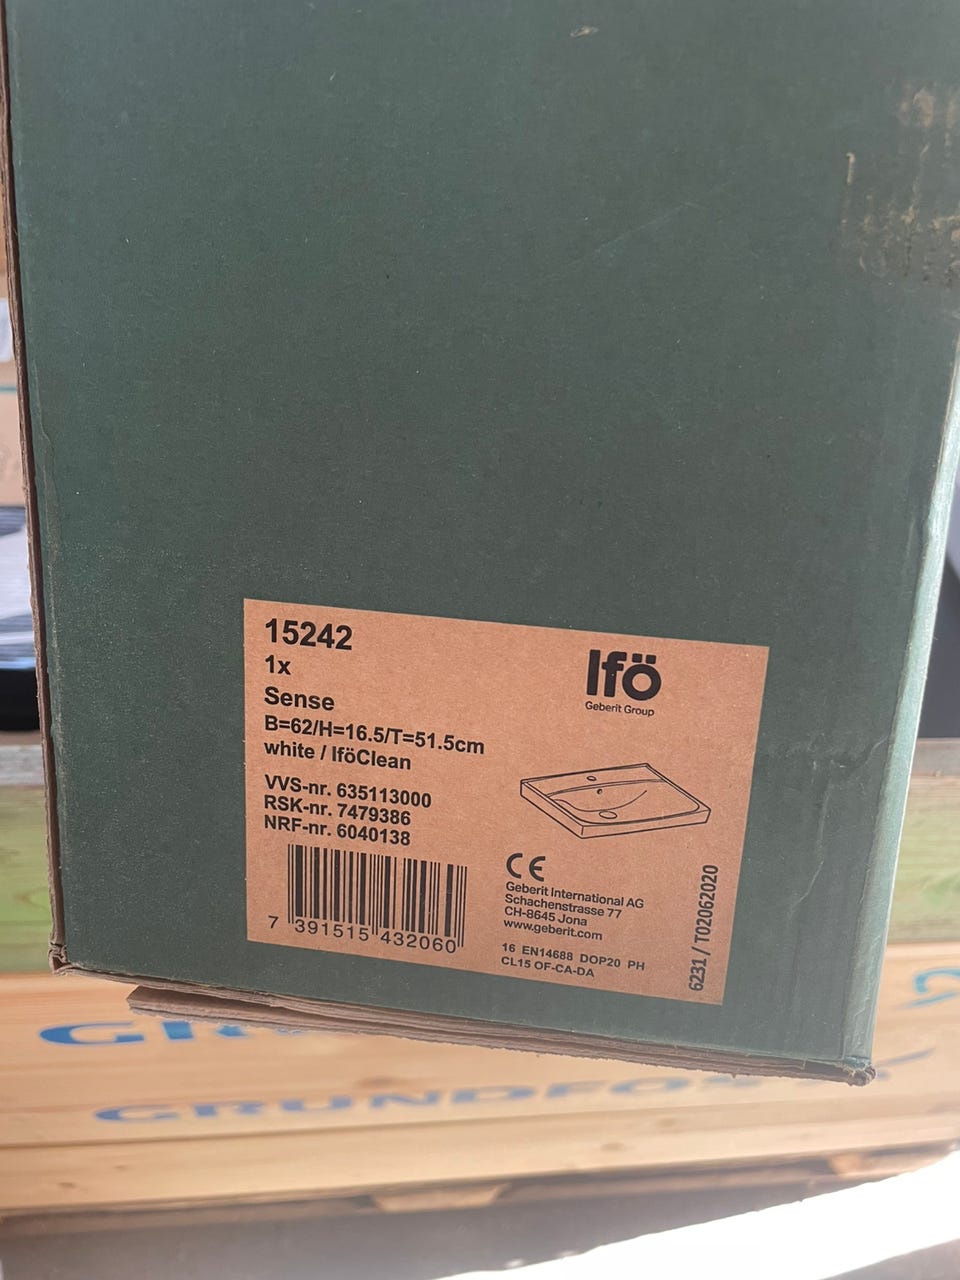 15242
1x
Sense
B=62/H=16.5/T=51.5cm
white / IföClean
VVS-nr. 635113000
RSK-nr. 7479386
NRF-nr. 6040138
7 391515 432060
Ifö
Geberit Group
CE
Geberit International AG
Schachenstrasse 77
CH-8645 Jona
www.geberit.com
16 EN14688 DOP20 PH
CL15 OF-CA-DA
6231 / T02062020
GRUNDFOS